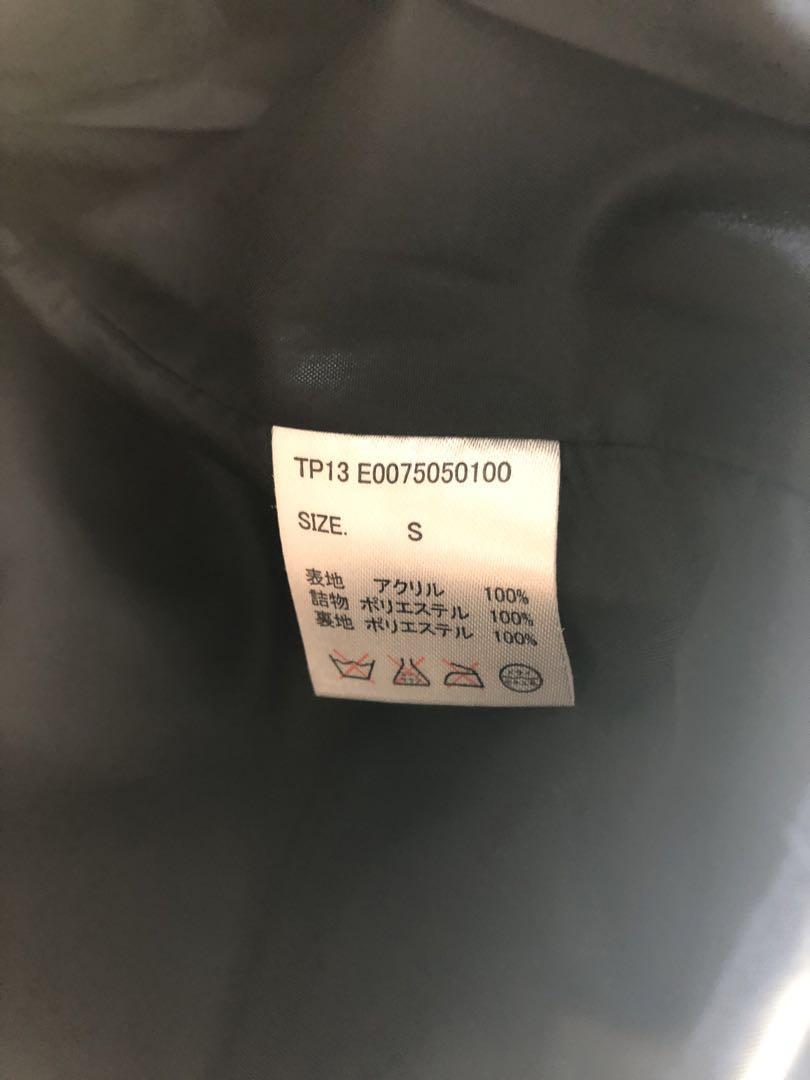 TP13 E0075050100
SIZE. S
表地 アクリル 100%
詰物 ポリエステル 100%
裏地 ポリエステル 100%